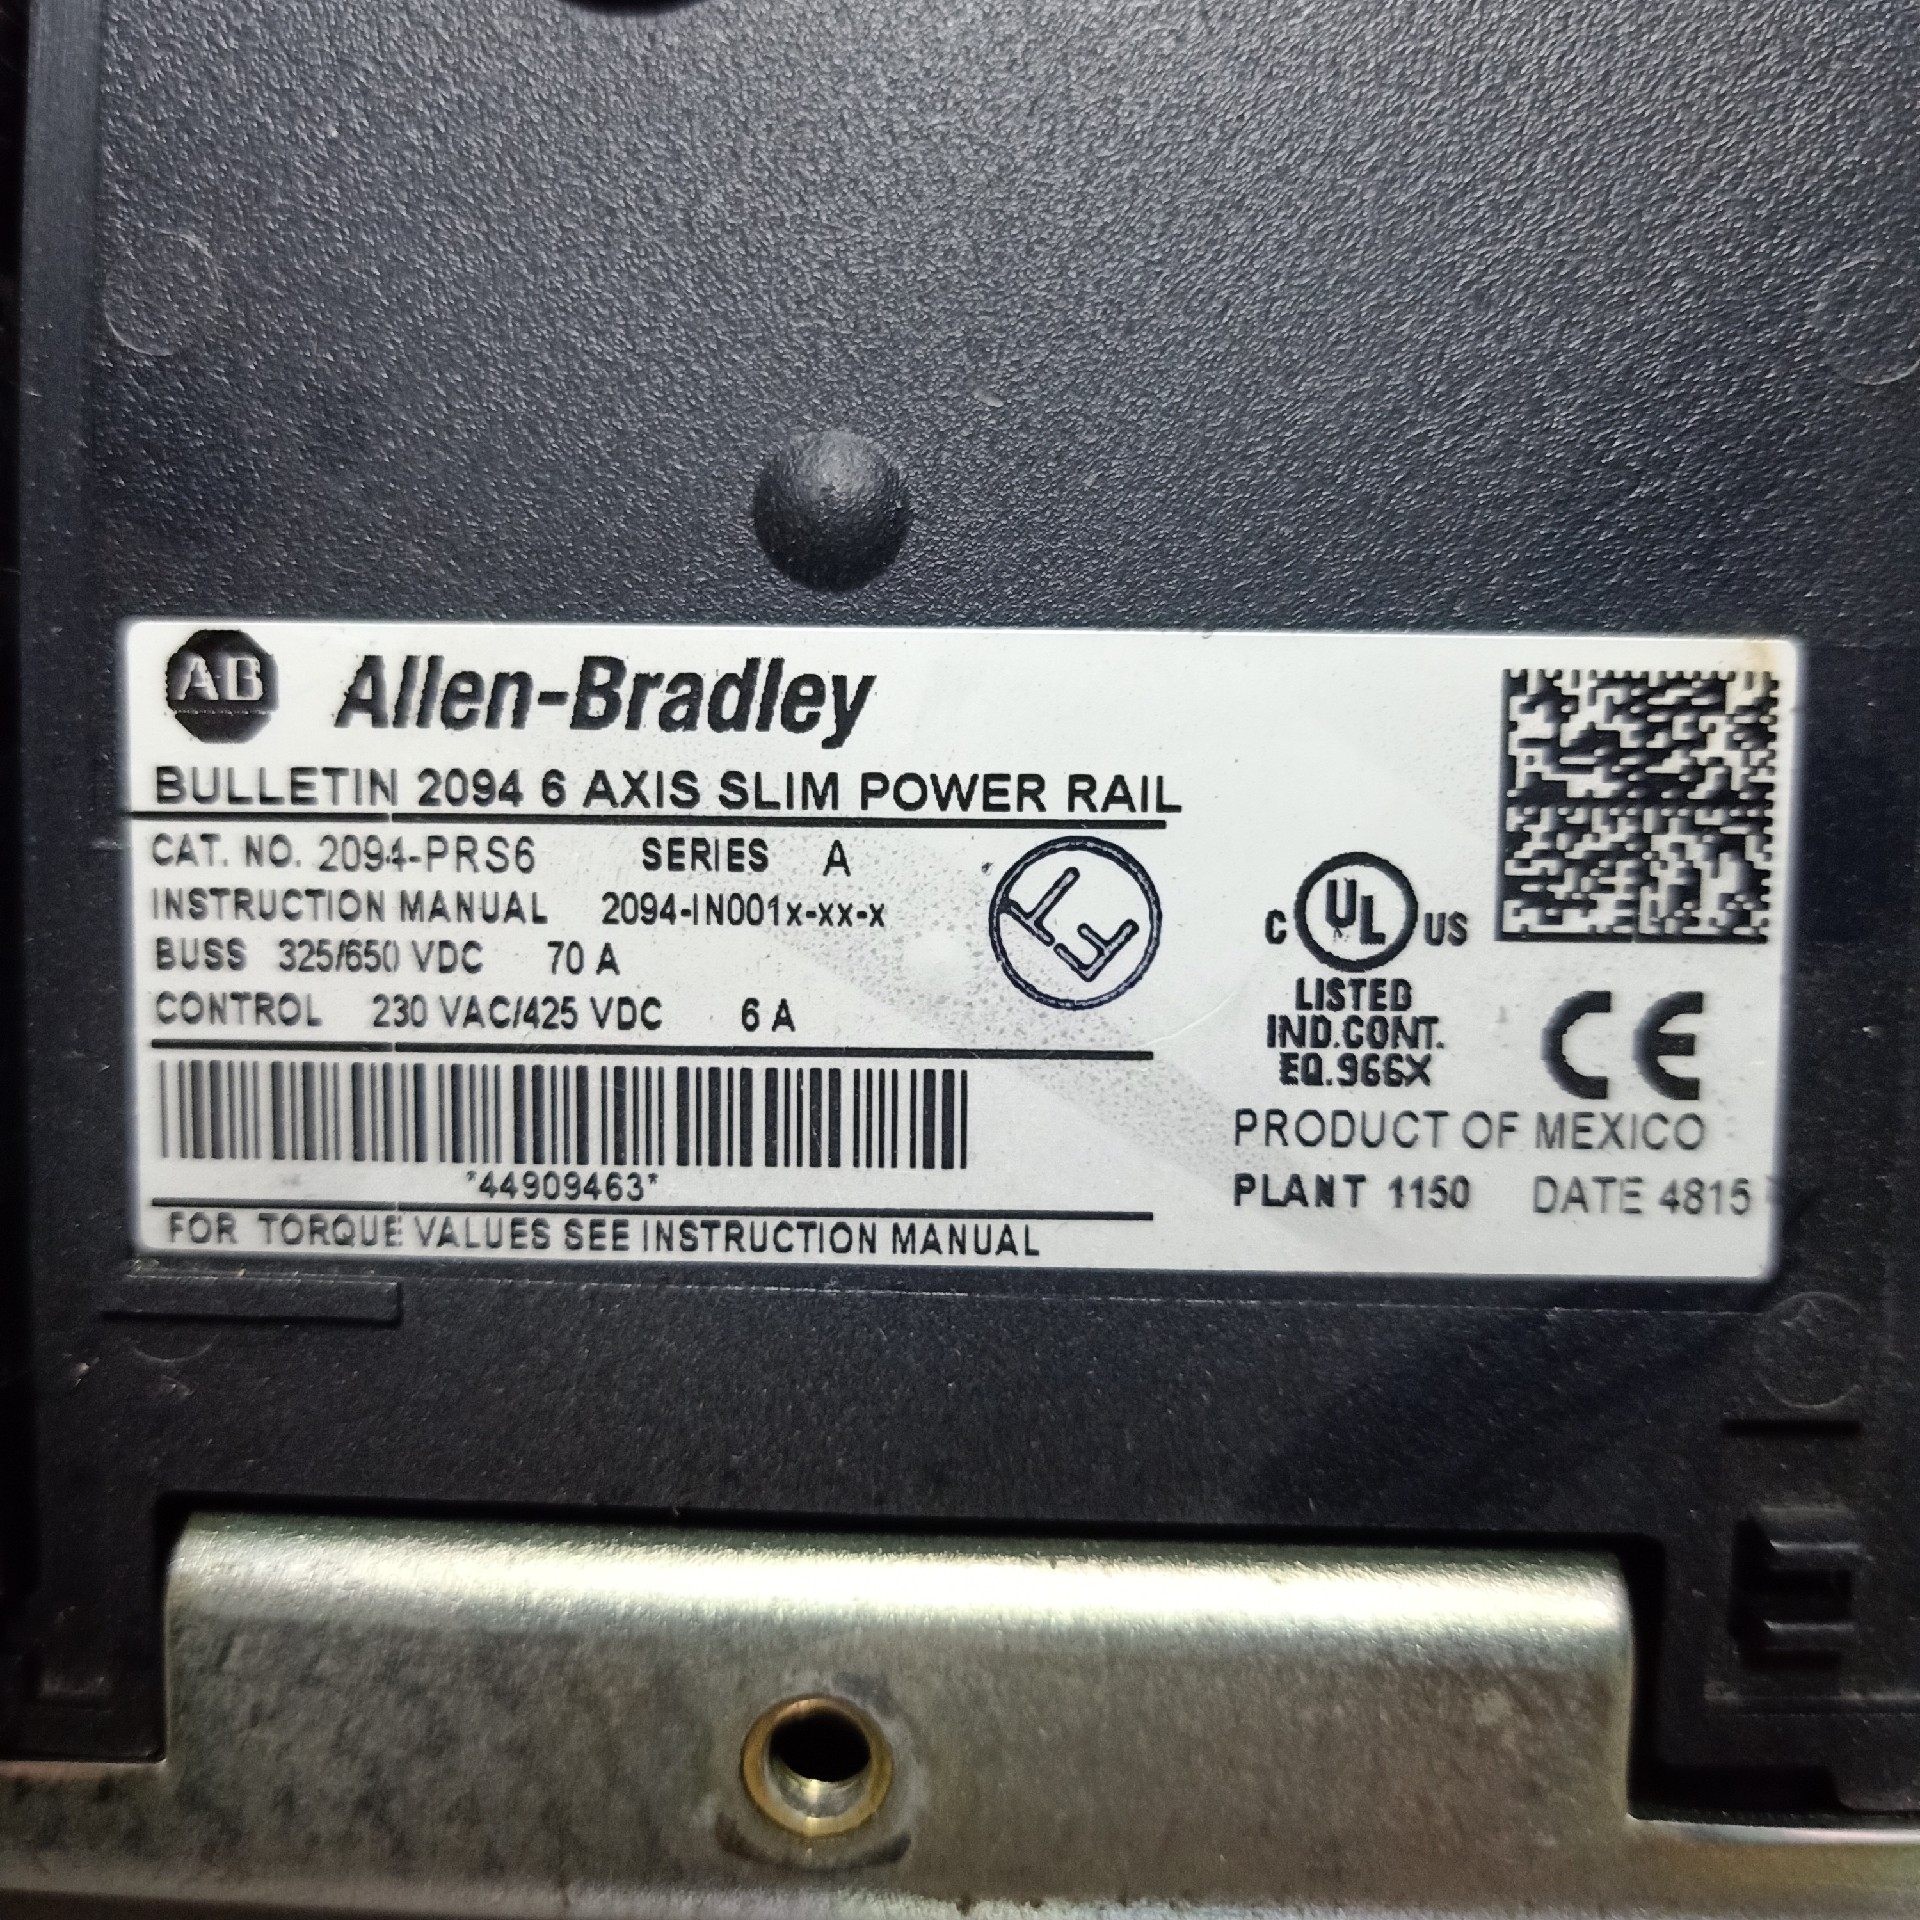 AB Allen-Bradley
BULLETIN 2094 6 AXIS SLIM POWER RAIL
CAT. NO. 2094-PRS6 SERIES A
INSTRUCTION MANUAL 2094-IN001x-xx-x
BUSS 325/650 VDC 70 A
CONTROL 230 VAC/425 VDC 6 A
*44909463*
FOR TORQUE VALUES SEE INSTRUCTION MANUAL
C UL US
LISTED
IND.CONT.
EQ.966X
CE
PRODUCT OF MEXICO
PLANT 1150 DATE 4815